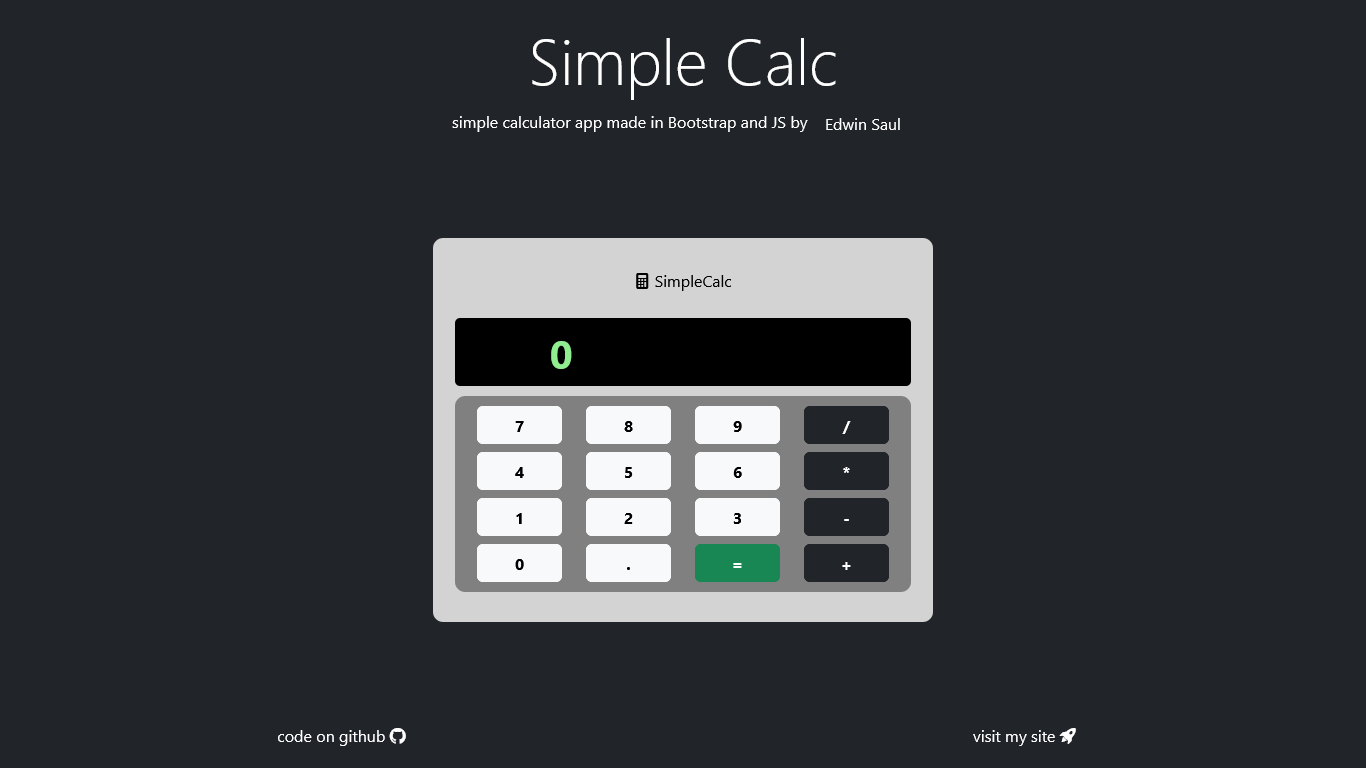 Simple Calc
simple calculator app made in Bootstrap and JS by Edwin Saul
SimpleCalc
0
7 8 9 /
4 5 6 *
1 2 3 -
0 . = +
code on github
visit my site